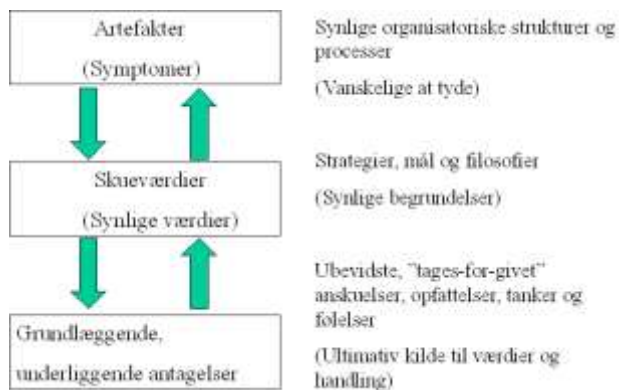 Artefakter
(Symptomer)
Synlige organisatoriske strukturer og
processer
(Vanskelige at tyde)
Skueværdier
(Synlige værdier)
Strategier, mål og filosofier
(Synlige begrundelser)
Grundlæggende,
underliggende antagelser
Ubevidste, "tages-for-givet"
anskuelser, opfattelser, tanker og
følelser
(Ultimativ kilde til værdier og
handling)